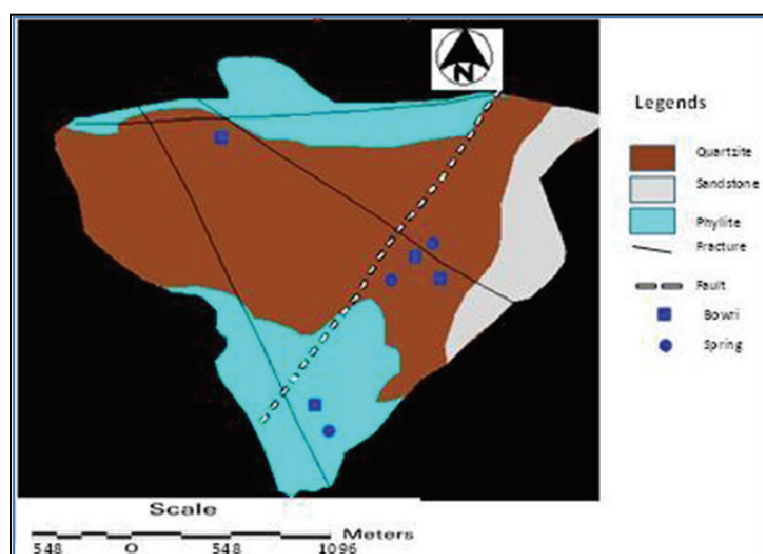 N
Legends
Quartzite
Sandstone
Phyllite
Fracture
Fault
Bowri
Spring
Scale
Meters
548 0 548 1096